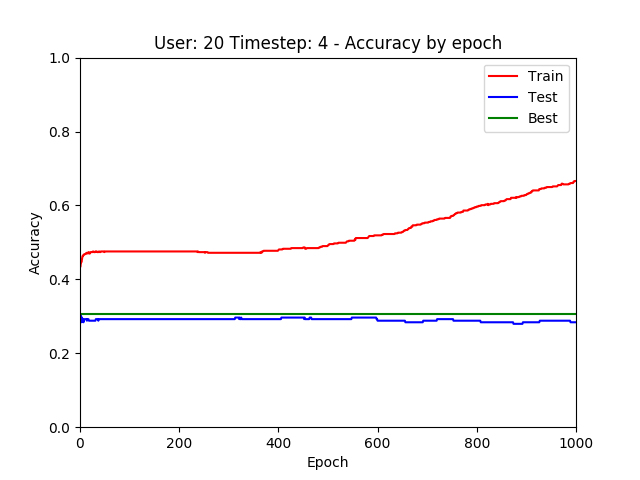 User: 20 Timestep: 4 - Accuracy by epoch
1.0
0.8
0.6
0.4
0.2
0.0
Accuracy
Train
Test
Best
0 200 400 600 800 1000
Epoch